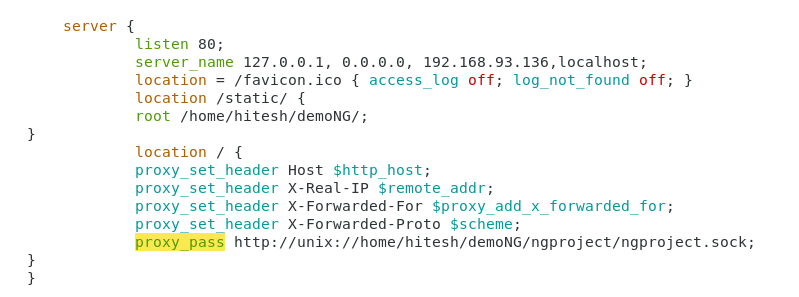 server {
listen 80;
server_name 127.0.0.1, 0.0.0.0, 192.168.93.136,localhost;
location = /favicon.ico { access_log off; log_not_found off; }
location /static/ {
root /home/hitesh/demoNG/;
}
location / {
proxy_set_header Host $http_host;
proxy_set_header X-Real-IP $remote_addr;
proxy_set_header X-Forwarded-For $proxy_add_x_forwarded_for;
proxy_set_header X-Forwarded-Proto $scheme;
proxy_pass http://unix://home/hitesh/demoNG/ngproject/ngproject.sock;
}
}